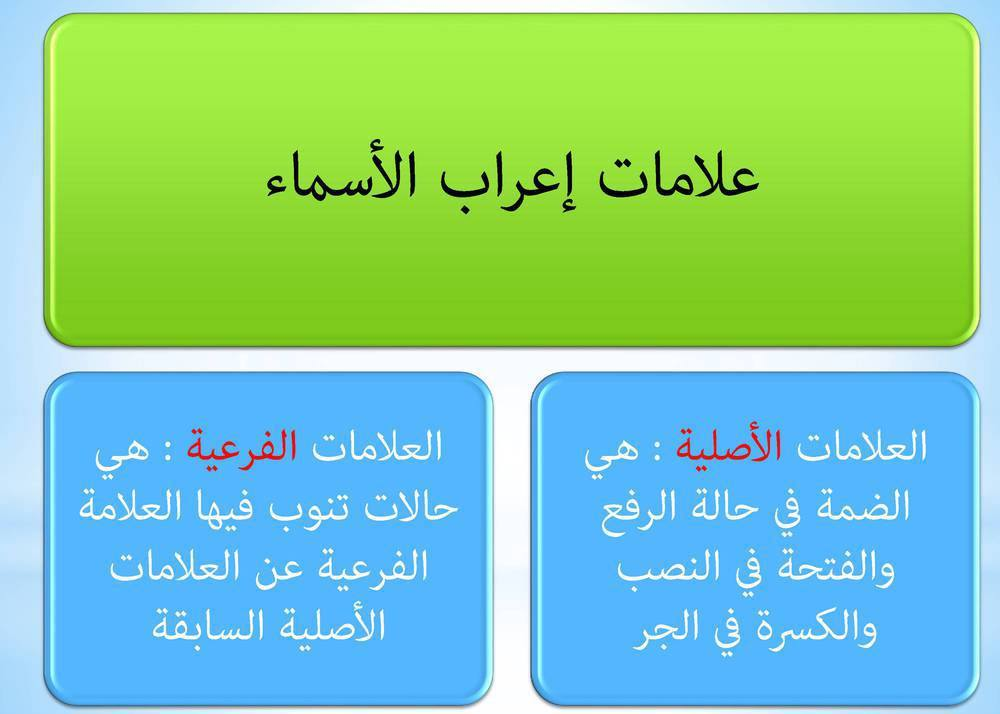 علامات إعراب الأسماء
العلامات الأصلية : هي
الضمة في حالة الرفع
والفتحة في النصب
والكسرة في الجر
العلامات الفرعية : هي
حالات تنوب فيها العلامة
الفرعية عن العلامات
الأصلية السابقة